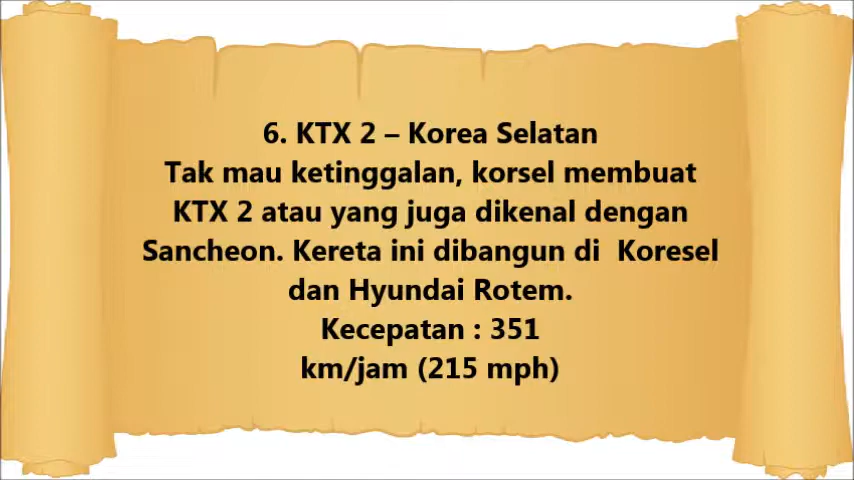 6. KTX 2 – Korea Selatan
Tak mau ketinggalan, korsel membuat
KTX 2 atau yang juga dikenal dengan
Sancheon. Kereta ini dibangun di  Koresel
dan Hyundai Rotem.
Kecepatan : 351
km/jam (215 mph)